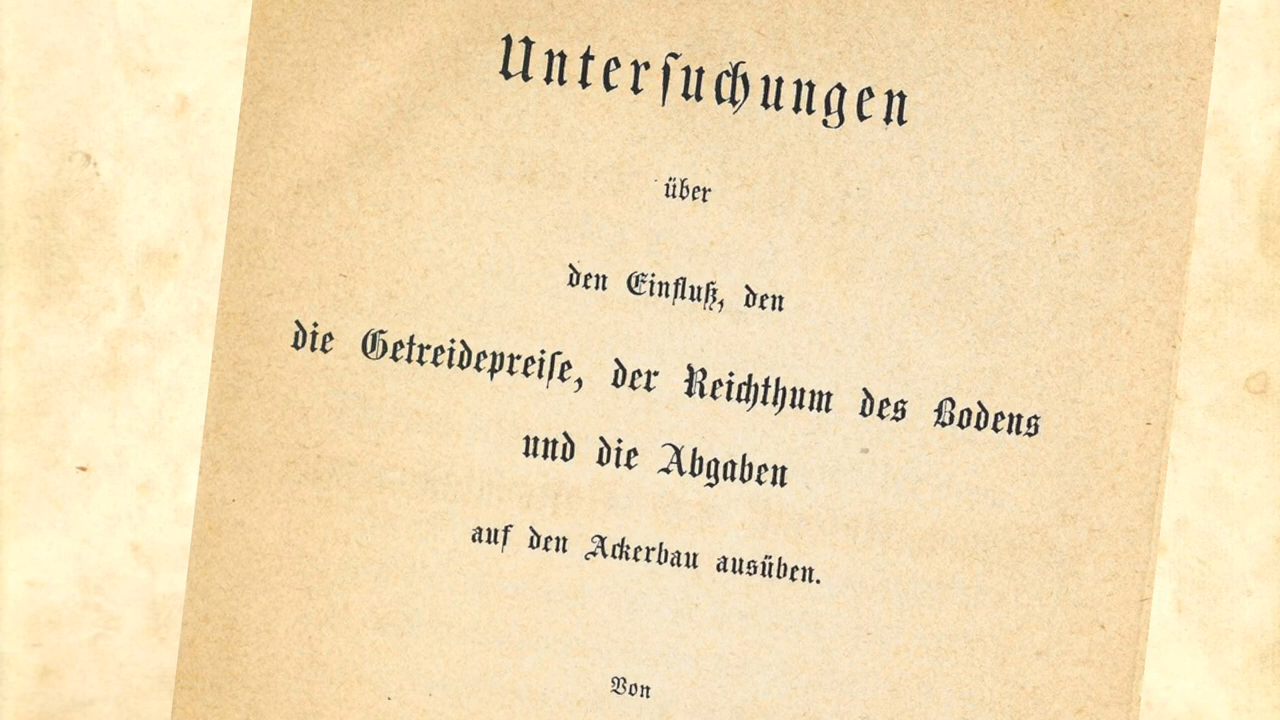 Untersuchungen
über
den Einfluß, den
die Getreidepreise, der Reichthum des Bodens
und die Abgaben
auf den Ackerbau ausüben.
Von